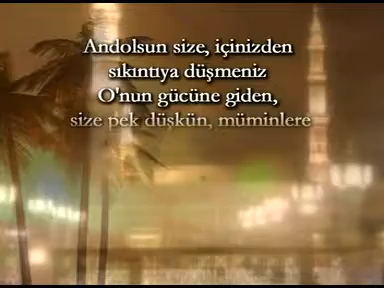 Andolsun size, içinizden
sıkıntıya düşmeniz
O'nun gücüne giden,
size pek düşkün, müminlere